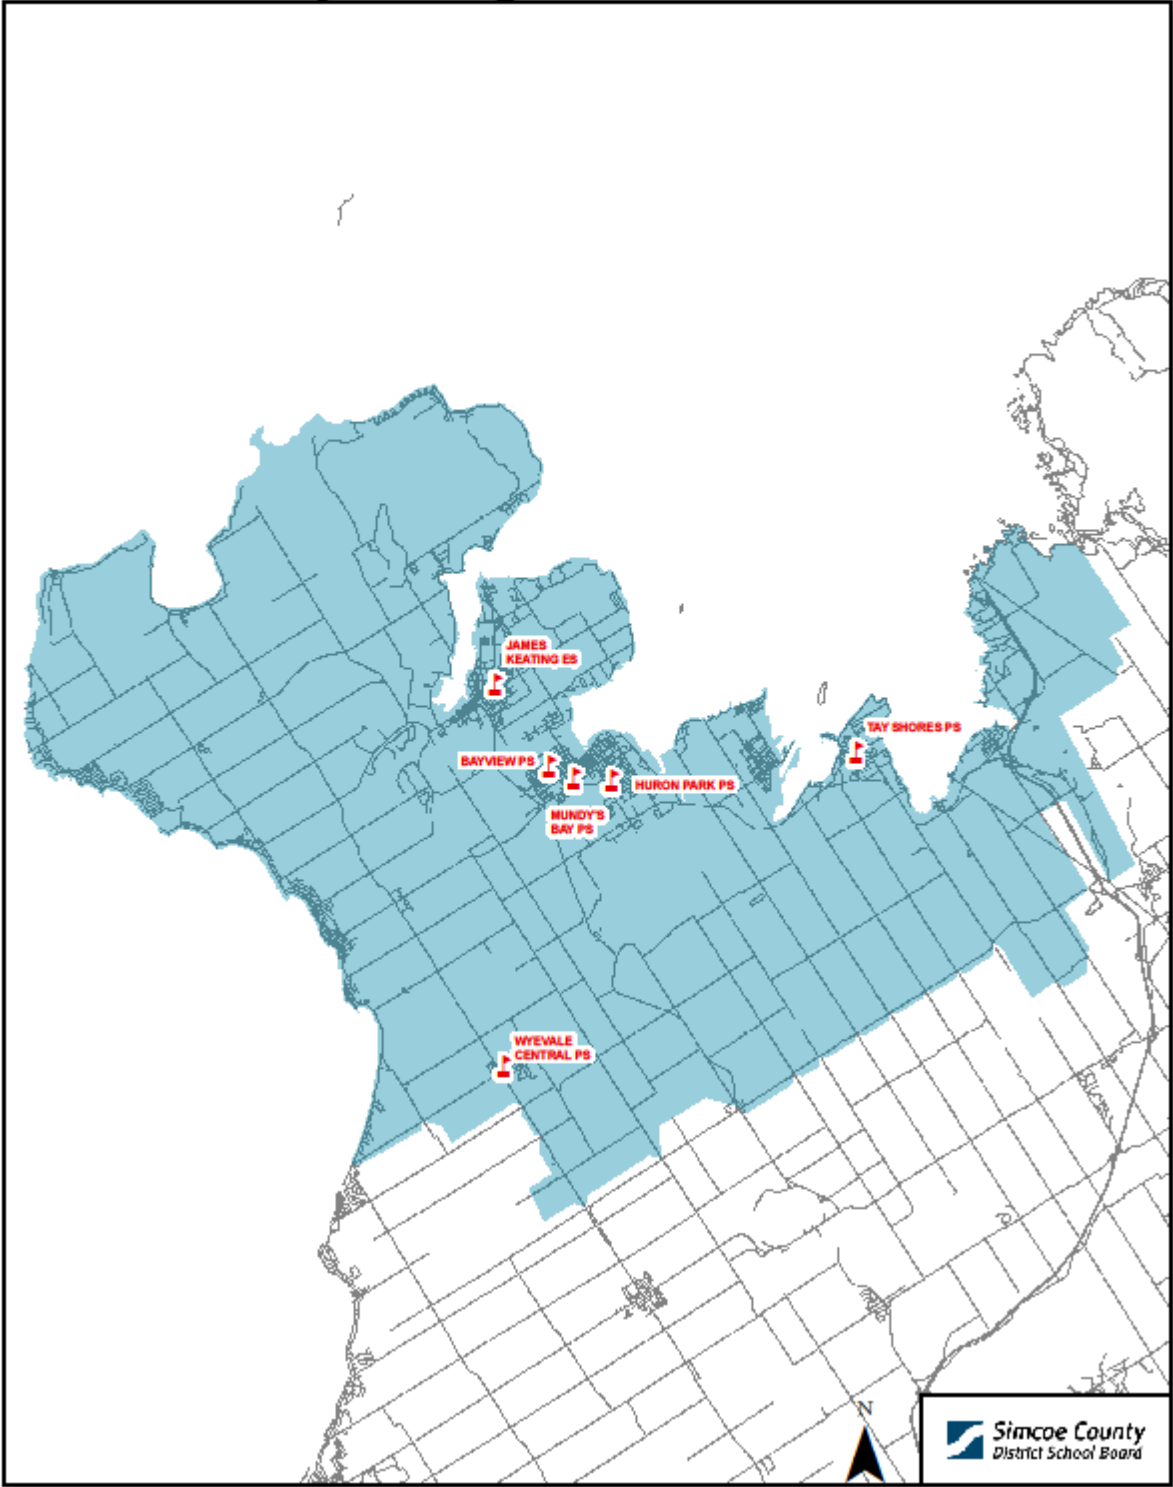 JAMES
KEATING ES
TAY SHORES PS
BAYVIEW PS
HURON PARK PS
MUNDY'S
BAY PS
WYEVALE
CENTRAL PS
N
Simcoe County
District School Board